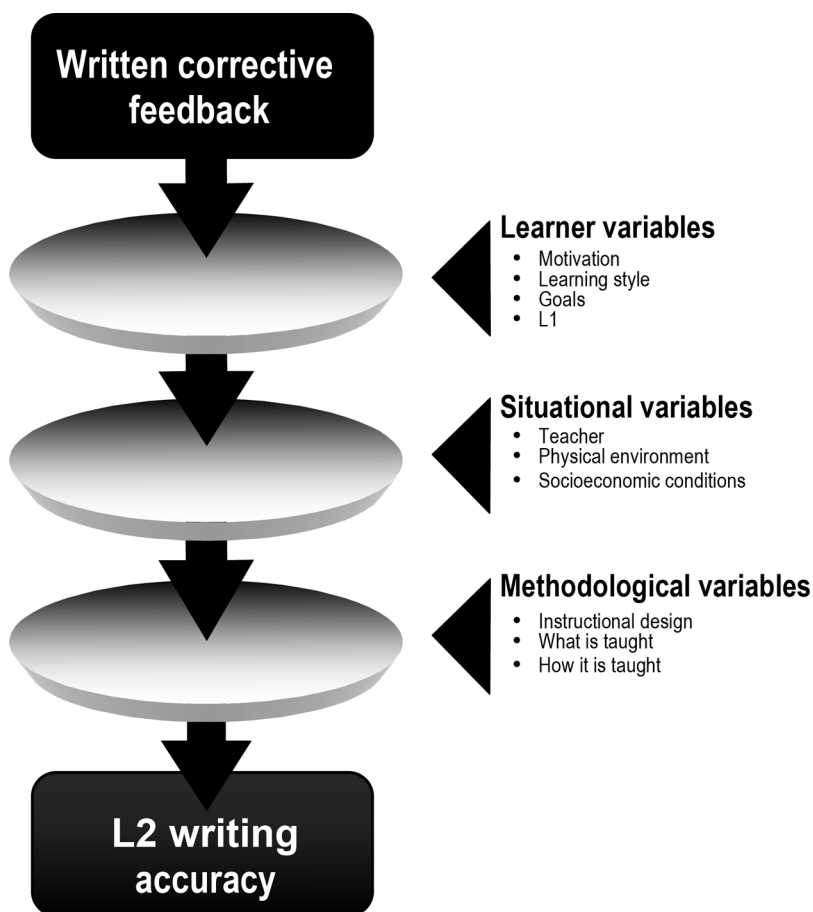 Written corrective
feedback
Learner variables
• Motivation
• Learning style
• Goals
• L1
Situational variables
• Teacher
• Physical environment
• Socioeconomic conditions
Methodological variables
• Instructional design
• What is taught
• How it is taught
L2 writing
accuracy